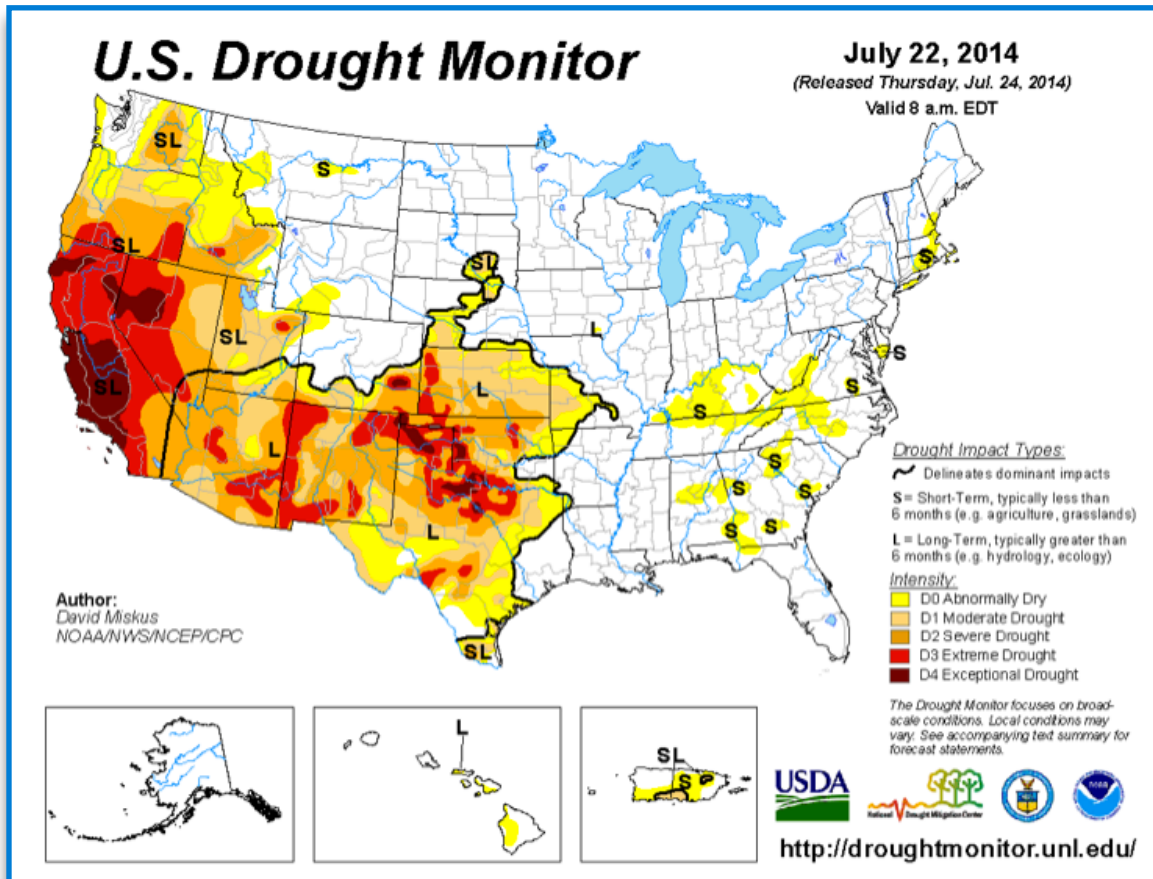 U.S. Drought Monitor
July 22, 2014
(Released Thursday, Jul. 24, 2014)
Valid 8 a.m. EDT
SL
S
SL
SL
S
L
S
SL
SL
L
S
S
L
S
L
S
S
S
S
SL
Drought Impact Types:
Delineates dominant impacts
S = Short-Term, typically less than
6 months (e.g. agriculture, grasslands)
L = Long-Term, typically greater than
6 months (e.g. hydrology, ecology)
Intensity:
D0 Abnormally Dry
D1 Moderate Drought
D2 Severe Drought
D3 Extreme Drought
D4 Exceptional Drought
Author:
David Miskus
NOAA/NWS/NCEP/CPC
The Drought Monitor focuses on broad-
scale conditions. Local conditions may
vary. See accompanying text summary for
forecast statements.
L
SL
S
USDA
National Drought Mitigation Center
http://droughtmonitor.unl.edu/